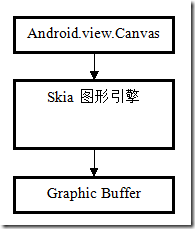 Android.view.Canvas
Skia 图形引擎
Graphic Buffer